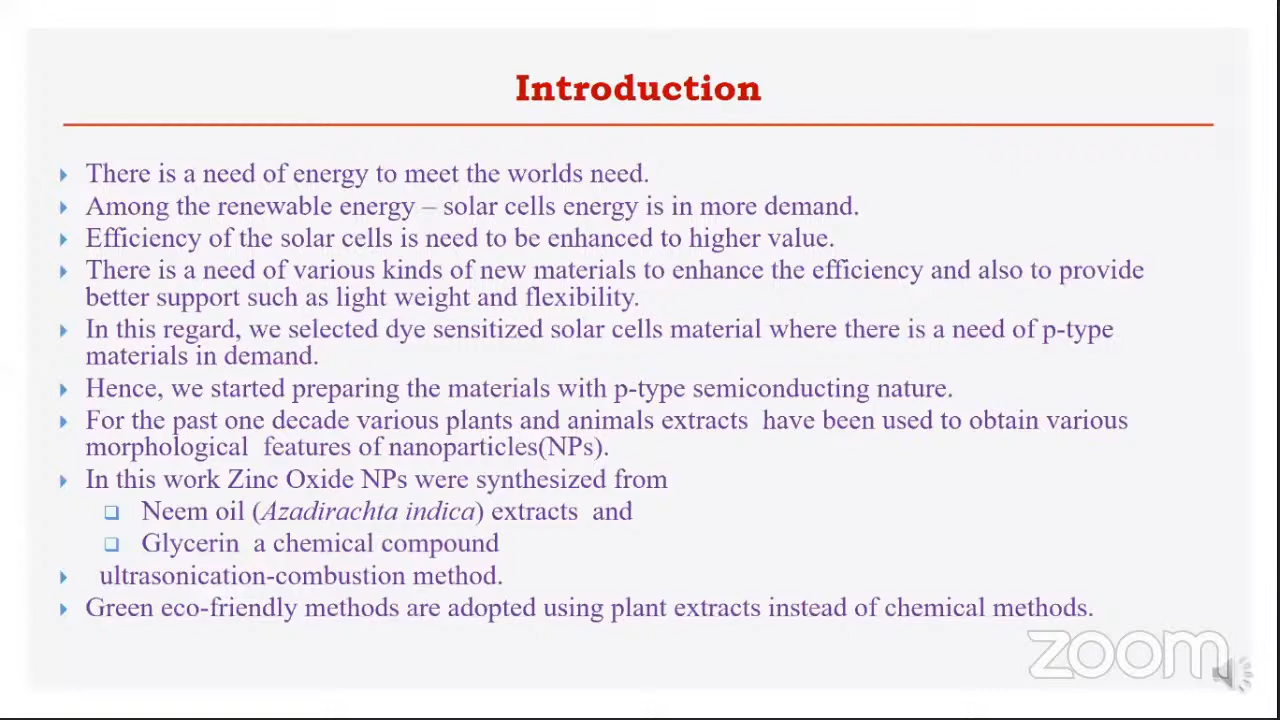 Introduction
There is a need of energy to meet the worlds need.
Among the renewable energy – solar cells energy is in more demand.
Efficiency of the solar cells is need to be enhanced to higher value.
There is a need of various kinds of new materials to enhance the efficiency and also to provide
better support such as light weight and flexibility.
In this regard, we selected dye sensitized solar cells material where there is a need of p-type
materials in demand.
Hence, we started preparing the materials with p-type semiconducting nature.
For the past one decade various plants and animals extracts  have been used to obtain various
morphological  features of nanoparticles(NPs).
In this work Zinc Oxide NPs were synthesized from
Neem oil (Azadirachta indica) extracts  and
Glycerin  a chemical compound
ultrasonication-combustion method.
Green eco-friendly methods are adopted using plant extracts instead of chemical methods.
zoom